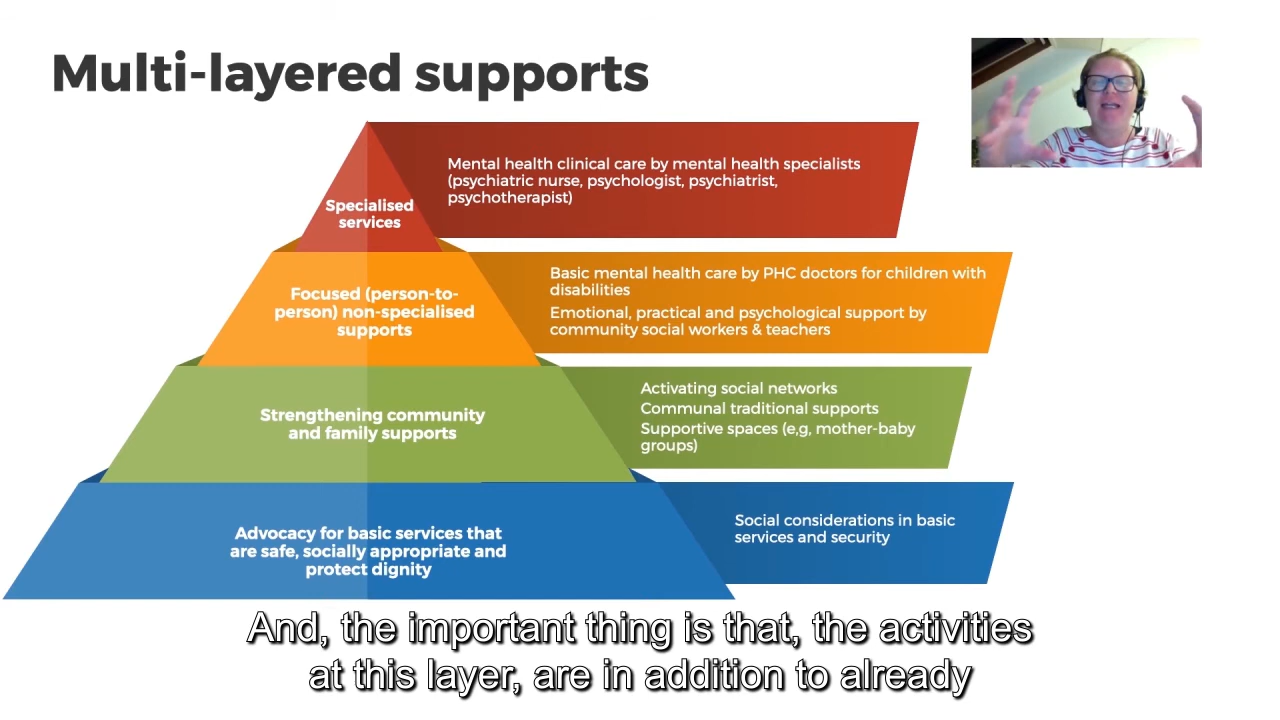 Multi-layered supports
Specialised
services
Mental health clinical care by mental health specialists
(psychiatric nurse, psychologist, psychiatrist,
psychotherapist)
Focused (person-to-
person) non-specialised
supports
Basic mental health care by PHC doctors for children with
disabilities
Emotional, practical and psychological support by
community social workers & teachers
Strengthening community
and family supports
Activating social networks
Communal traditional supports
Supportive spaces (e,g, mother-baby
groups)
Advocacy for basic services that
are safe, socially appropriate and
protect dignity
Social considerations in basic
services and security
And, the important thing is that, the activities
at this layer, are in addition to already